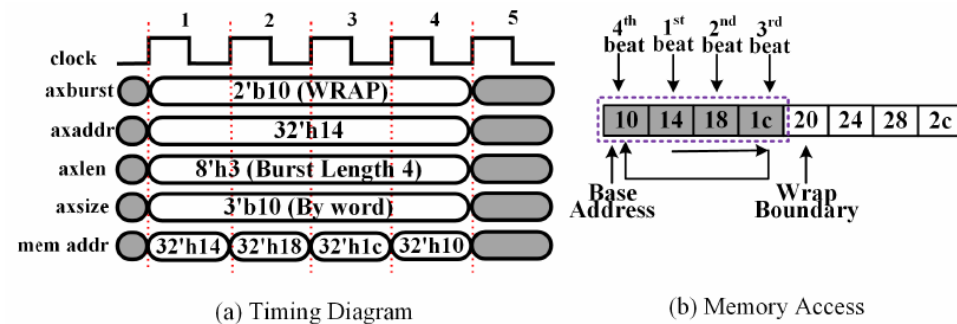 1 2 3 4 5
clock
axburst 2'b10 (WRAP)
axaddr 32'h14
axlen 8'h3 (Burst Length 4)
axsize 3'b10 (By word)
mem addr 32'h14 32'h18 32'h1c 32'h10
(a) Timing Diagram
4th beat 1st beat 2nd beat 3rd beat
10 14 18 1c 20 24 28 2c
Base Address
Wrap Boundary
(b) Memory Access